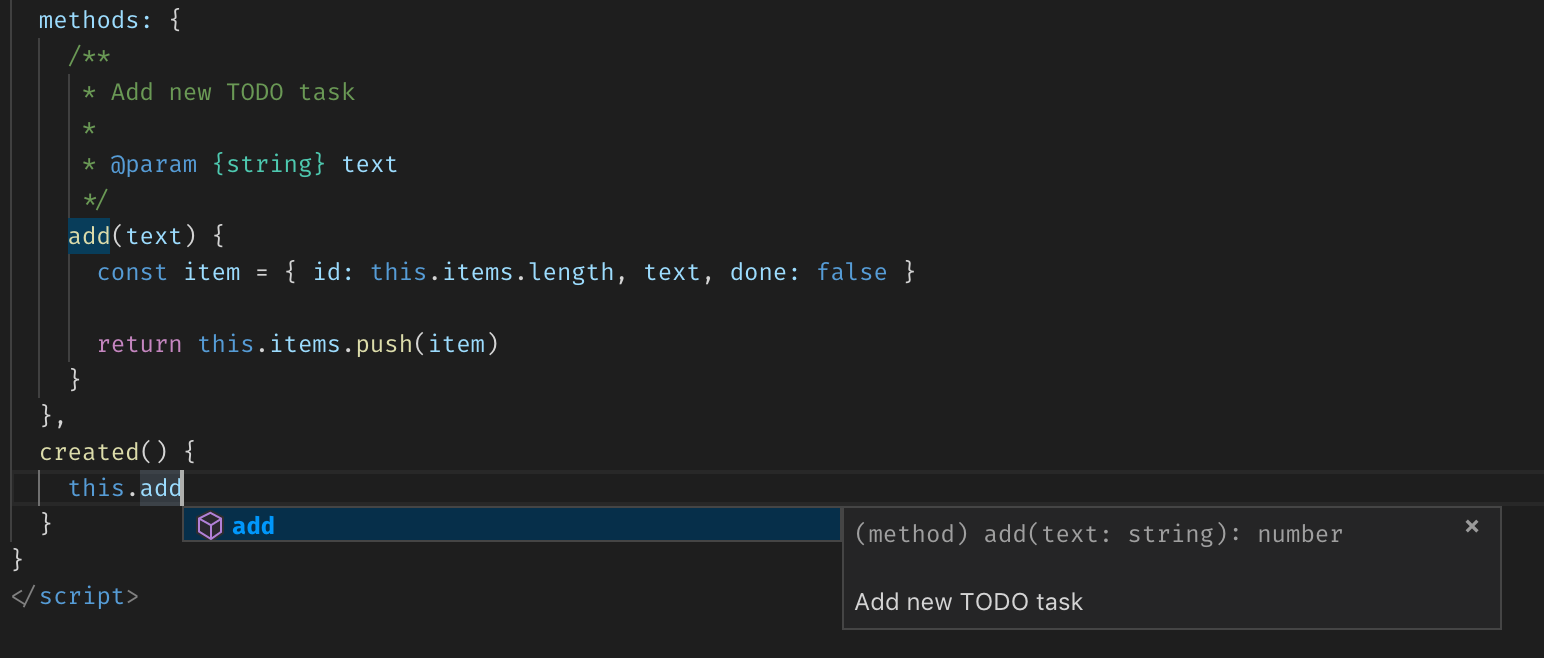 methods: {
/**
* Add new TODO task
*
* @param {string} text
*/
add(text) {
const item = { id: this.items.length, text, done: false }
return this.items.push(item)
}
},
created() {
this.add
}
add
(method) add(text: string): number
×
Add new TODO task
}
</script>